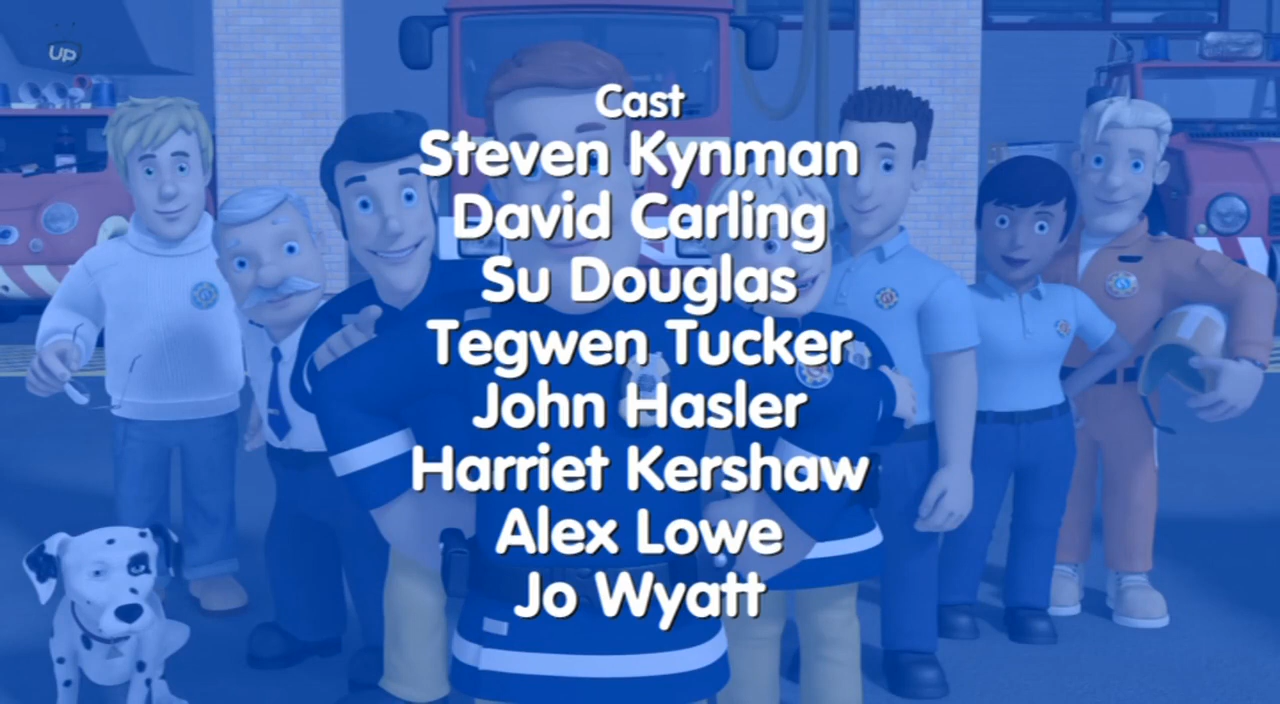 Up
Cast
Steven Kynman
David Carling
Su Douglas
Tegwen Tucker
John Hasler
Harriet Kershaw
Alex Lowe
Jo Wyatt